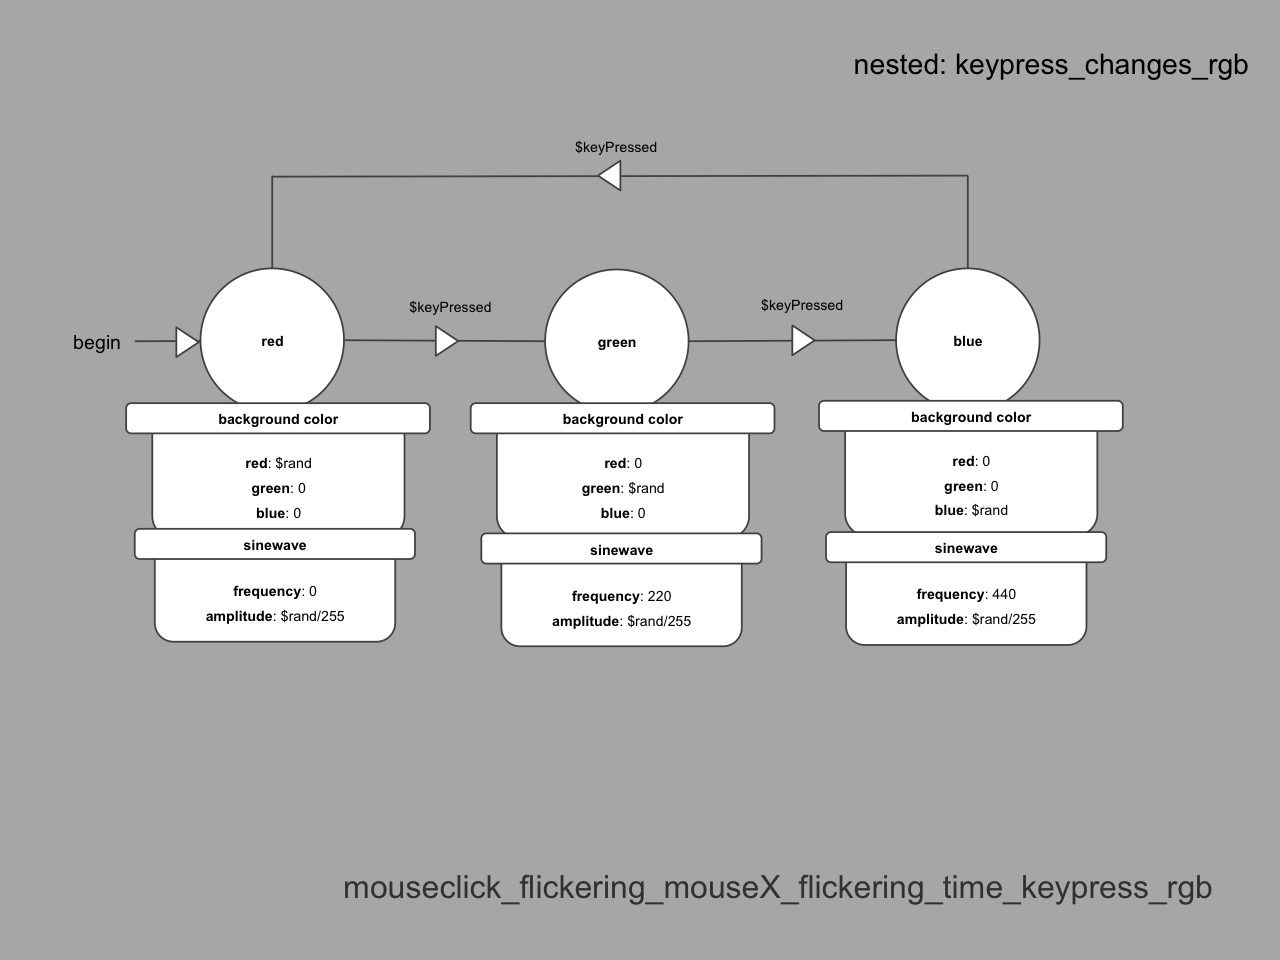 nested: keypress_changes_rgb
$keyPressed
begin
red
$keyPressed
green
$keyPressed
blue
background color
red: $rand
green: 0
blue: 0
sinewave
frequency: 0
amplitude: $rand/255
background color
red: 0
green: $rand
blue: 0
sinewave
frequency: 220
amplitude: $rand/255
background color
red: 0
green: 0
blue: $rand
sinewave
frequency: 440
amplitude: $rand/255
mouseclick_flickering_mouseX_flickering_time_keypress_rgb